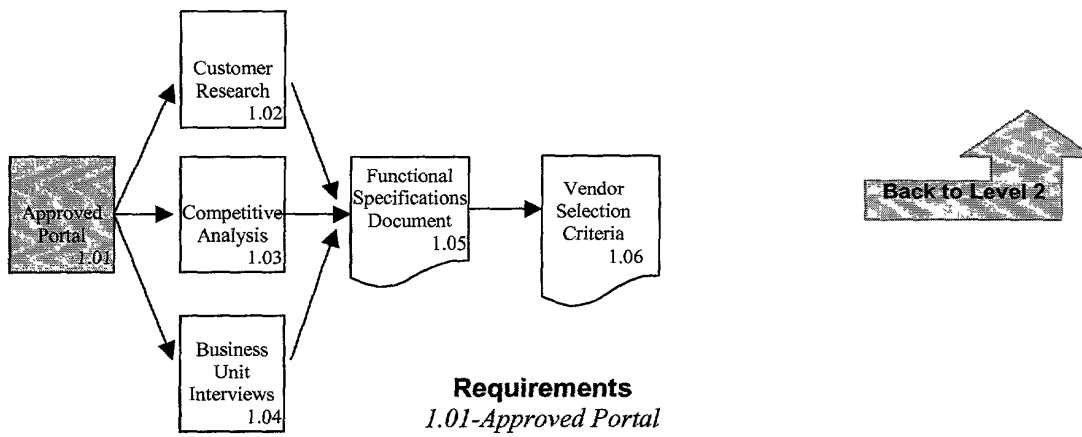 Approved
Portal
1.01
Customer
Research
1.02
Competitive
Analysis
1.03
Business
Unit
Interviews
1.04
Functional
Specifications
Document
1.05
Vendor
Selection
Criteria
1.06
Back to Level 2
Requirements
1.01-Approved Portal